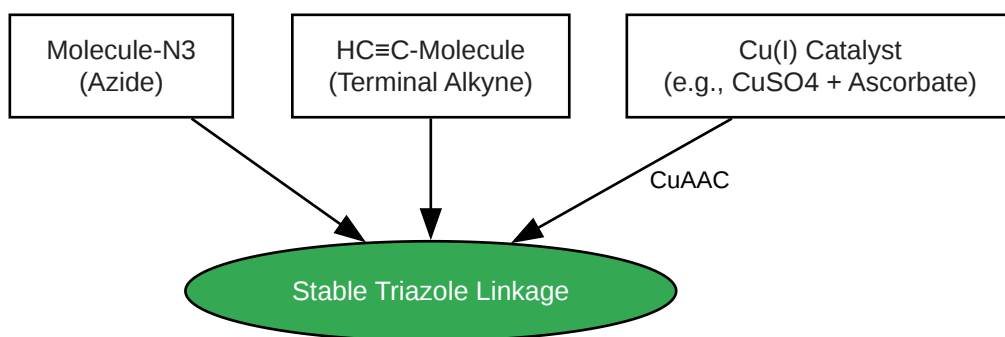 Molecule-N3
(Azide)
HC≡C-Molecule
(Terminal Alkyne)
Cu(I) Catalyst
(e.g., CuSO4 + Ascorbate)
CuAAC
Stable Triazole Linkage